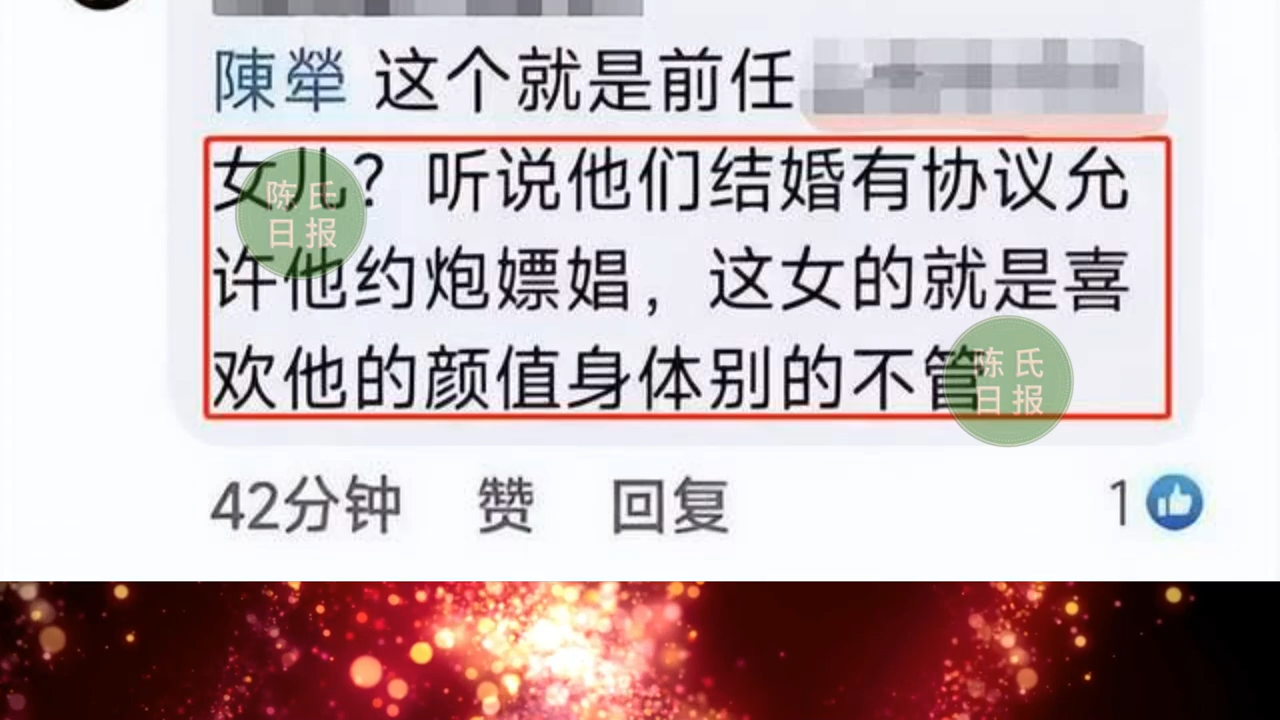 陳犖 这个就是前任
女儿？听说他们结婚有协议允
许他约炮嫖娼，这女的就是喜
欢他的颜值身体别的不管
42分钟 赞 回复 1
陈氏
日报
陈氏
日报